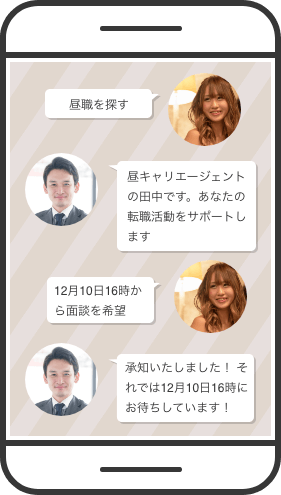 昼職を探す
昼キャリエージェント
の田中です。あなたの
転職活動をサポートし
ます
12月10日16時か
ら面談を希望
承知いたしました！ そ
れでは12月10日16時に
お待ちしています！